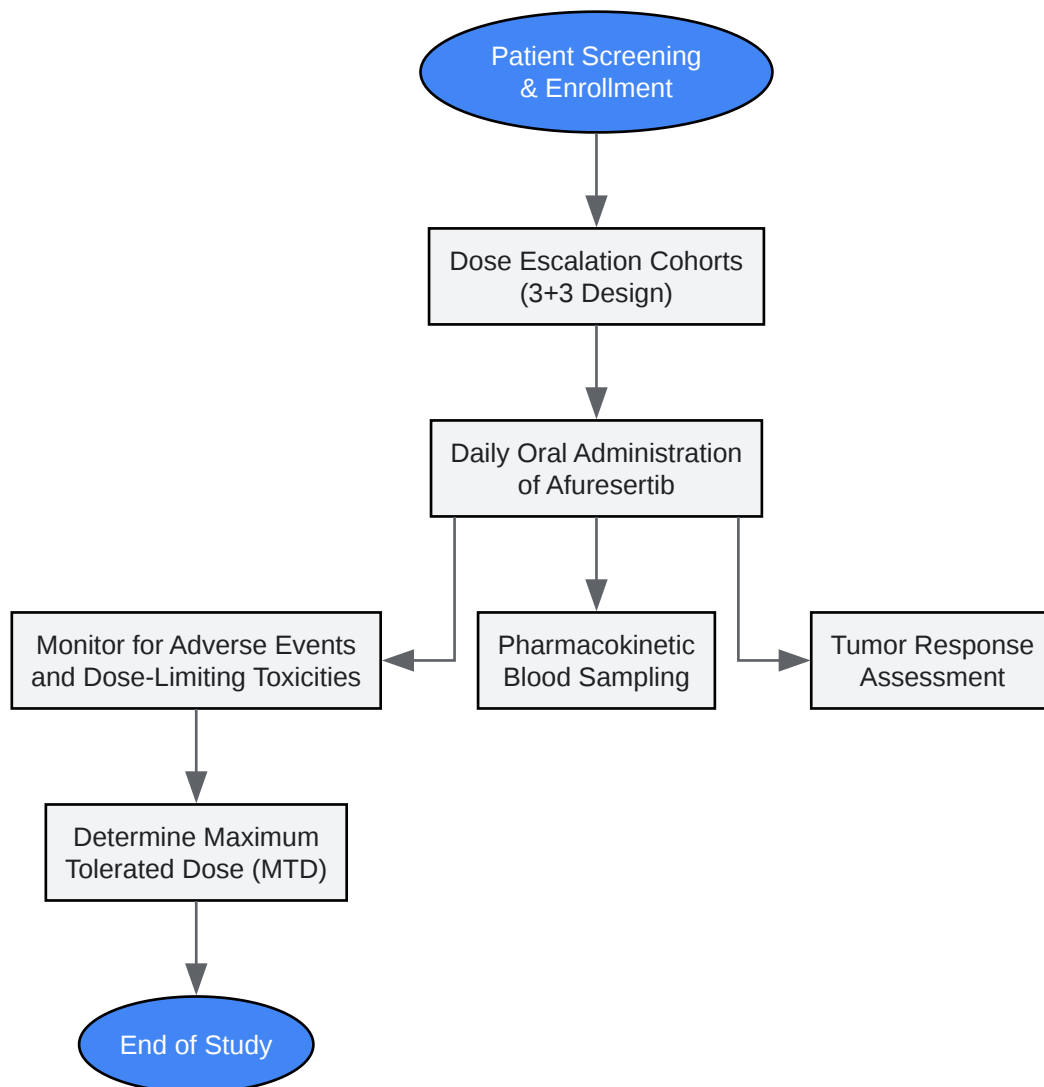 Patient Screening
& Enrollment
Dose Escalation Cohorts
(3+3 Design)
Daily Oral Administration
of Afuresertib
Monitor for Adverse Events
and Dose-Limiting Toxicities
Pharmacokinetic
Blood Sampling
Tumor Response
Assessment
Determine Maximum
Tolerated Dose (MTD)
End of Study